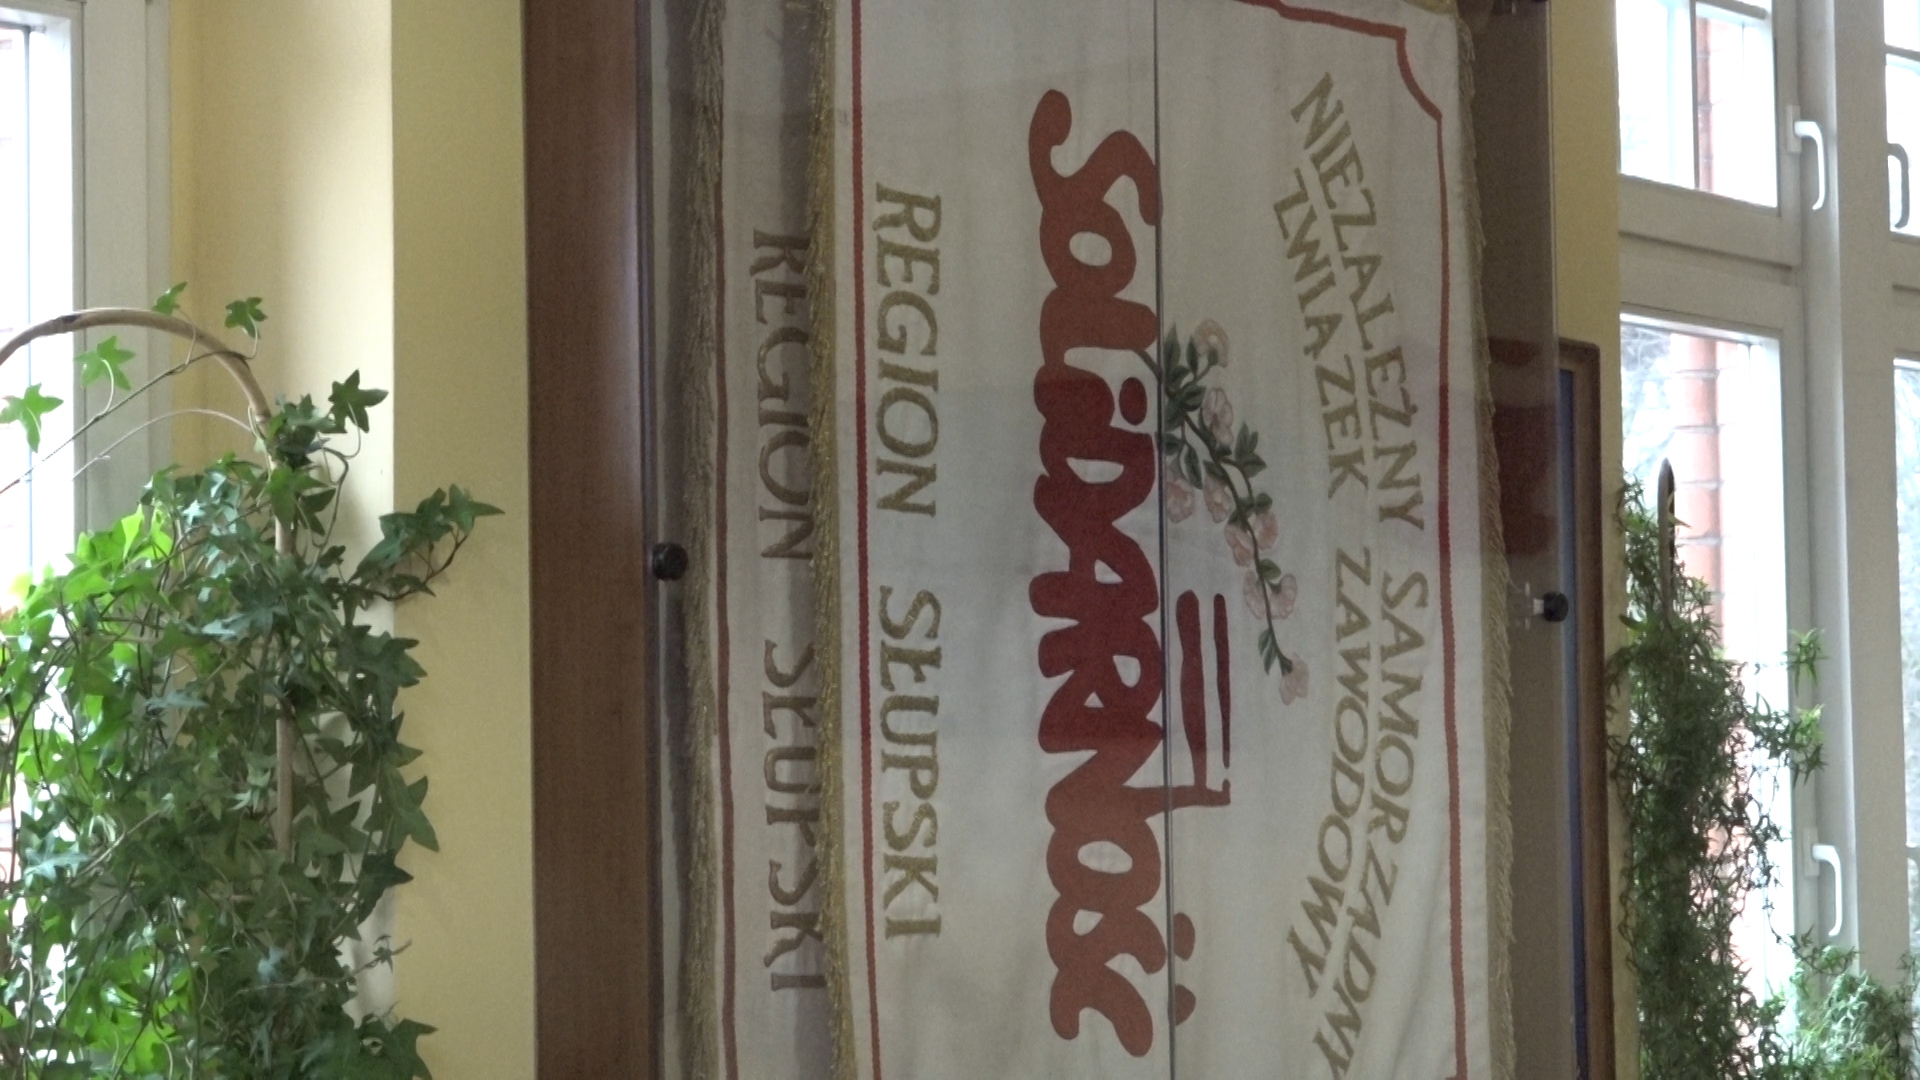 NIEZALEŻNY SAMORZĄDNY
ZWIĄZEK ZAWODOWY
SOLIDARNOŚĆ
REGION SŁUPSKI
REGION SŁUPSKI